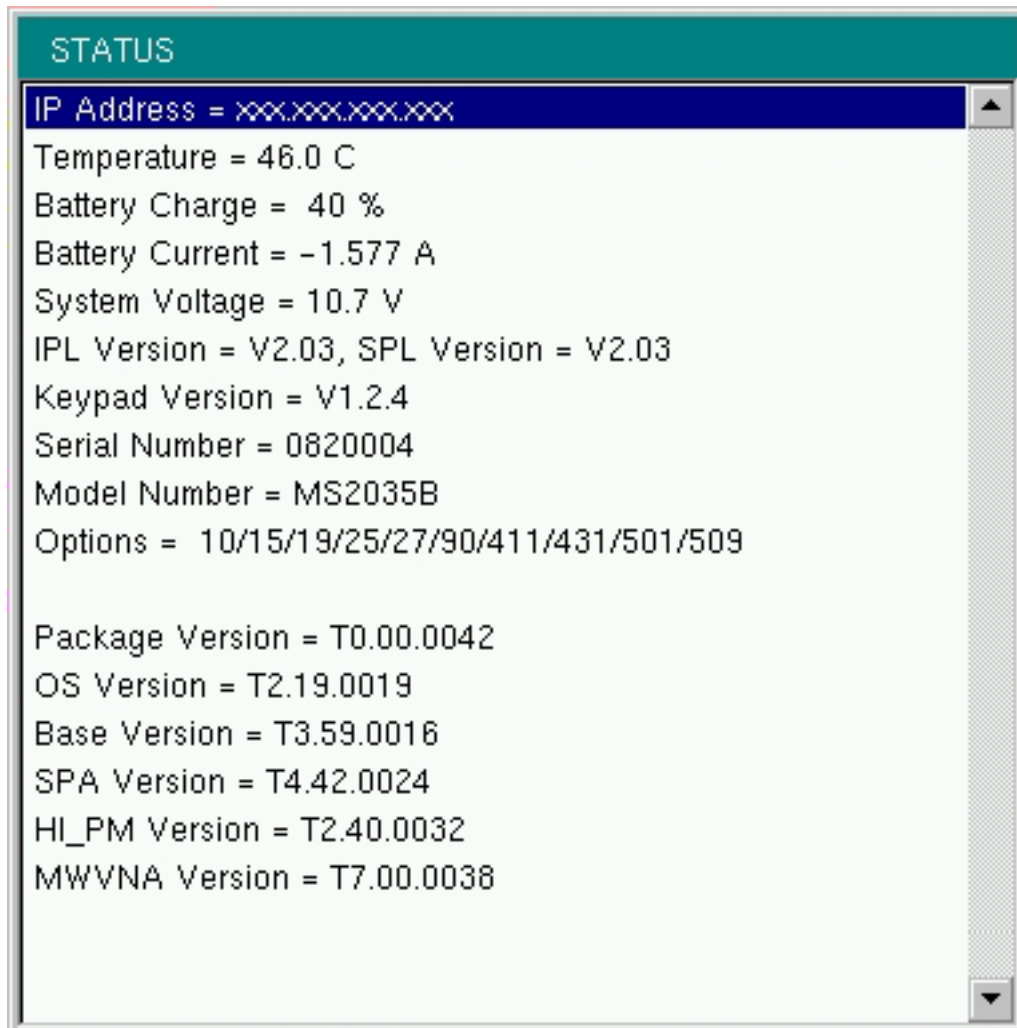 STATUS
IP Address = xxx.xxx.xxx.xxx
Temperature = 46.0 C
Battery Charge =  40 %
Battery Current = −1.577 A
System Voltage = 10.7 V
IPL Version = V2.03, SPL Version = V2.03
Keypad Version = V1.2.4
Serial Number = 0820004
Model Number = MS2035B
Options =  10/15/19/25/27/90/411/431/501/509
Package Version = T0.00.0042
OS Version = T2.19.0019
Base Version = T3.59.0016
SPA Version = T4.42.0024
HI_PM Version = T2.40.0032
MWVNA Version = T7.00.0038